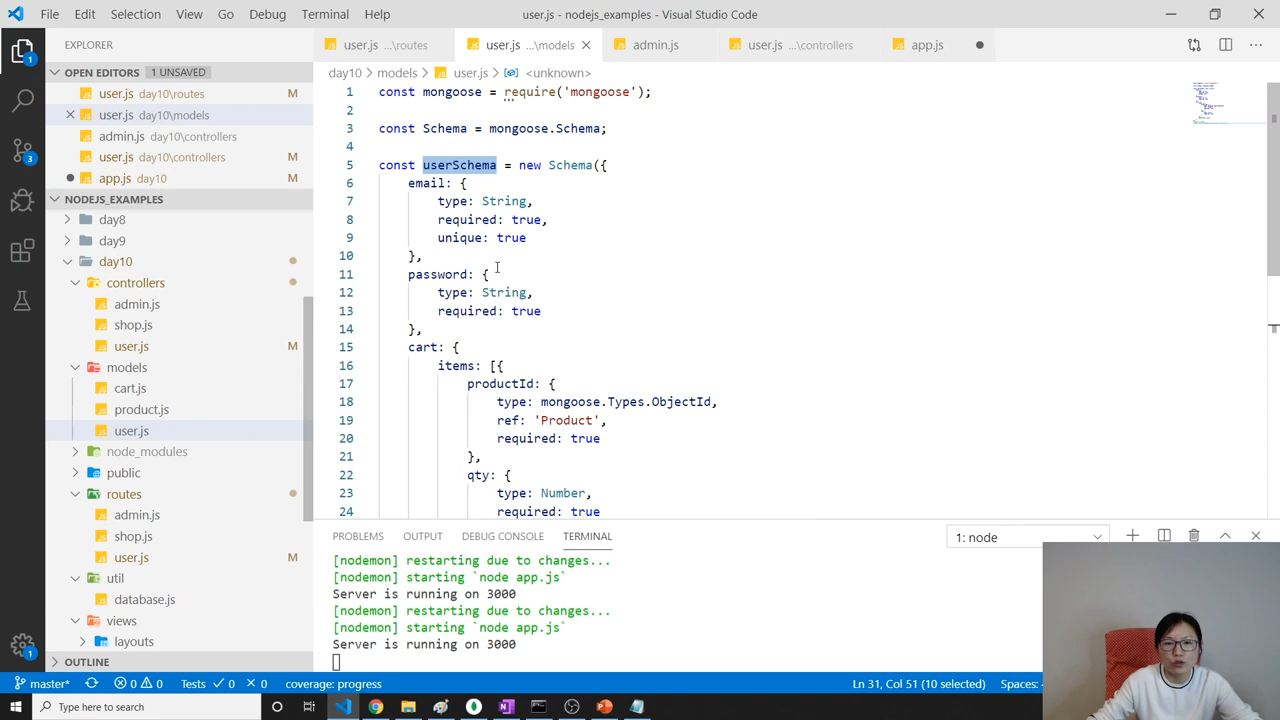 File Edit Selection View Go Debug Terminal Help
user.js - nodejs_examples - Visual Studio Code
EXPLORER
user.js ...\routes
user.js ...\models
admin.js
user.js ...\controllers
app.js
OPEN EDITORS 1 UNSAVED
user.js day10\routes M
user.js day10\models
admin.js day10\controllers
user.js day10\controllers M
app.js day10
NODEJS_EXAMPLES
day8
day9
day10
controllers
admin.js
shop.js
user.js M
models
cart.js
product.js
user.js
node_modules
public
routes
admin.js
shop.js
user.js M
util
database.js
views
layouts
OUTLINE
day10 > models > user.js > <unknown>
1 const mongoose = require('mongoose');
2
3 const Schema = mongoose.Schema;
4
5 const userSchema = new Schema({
6 email: {
7 type: String,
8 required: true,
9 unique: true
10 },
11 password: {
12 type: String,
13 required: true
14 },
15 cart: {
16 items: [{
17 productId: {
18 type: mongoose.Types.ObjectId,
19 ref: 'Product',
20 required: true
21 },
22 qty: {
23 type: Number,
24 required: true
PROBLEMS OUTPUT DEBUG CONSOLE TERMINAL
1: node
[nodemon] restarting due to changes...
[nodemon] starting `node app.js`
Server is running on 3000
[nodemon] restarting due to changes...
[nodemon] starting `node app.js`
Server is running on 3000
1
3
1
master* 0 0 Tests 0 0 coverage: progress
Ln 31, Col 51 (10 selected) Spaces:
Type here to search